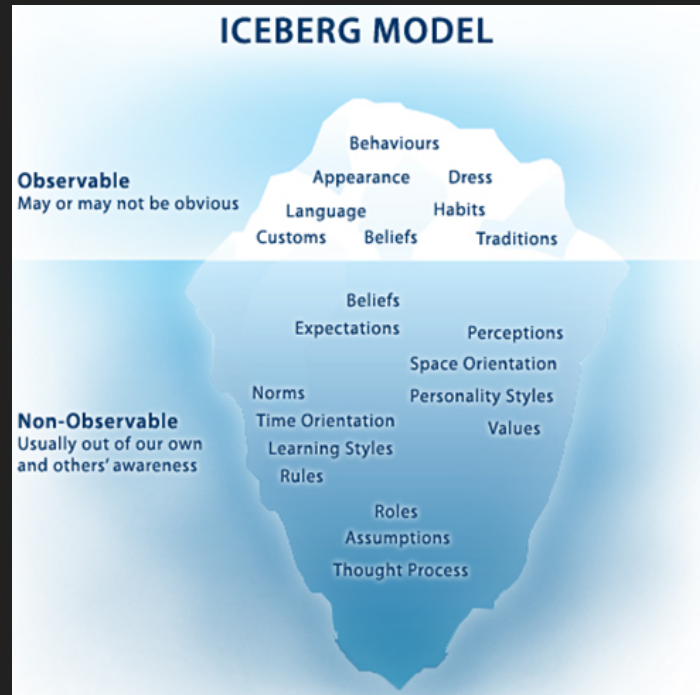 ICEBERG MODEL
Behaviours
Appearance Dress
Language Habits
Customs Beliefs Traditions
Observable
May or may not be obvious
Beliefs
Expectations
Perceptions
Space Orientation
Norms
Personality Styles
Time Orientation
Values
Learning Styles
Rules
Non-Observable
Usually out of our own
and others' awareness
Roles
Assumptions
Thought Process